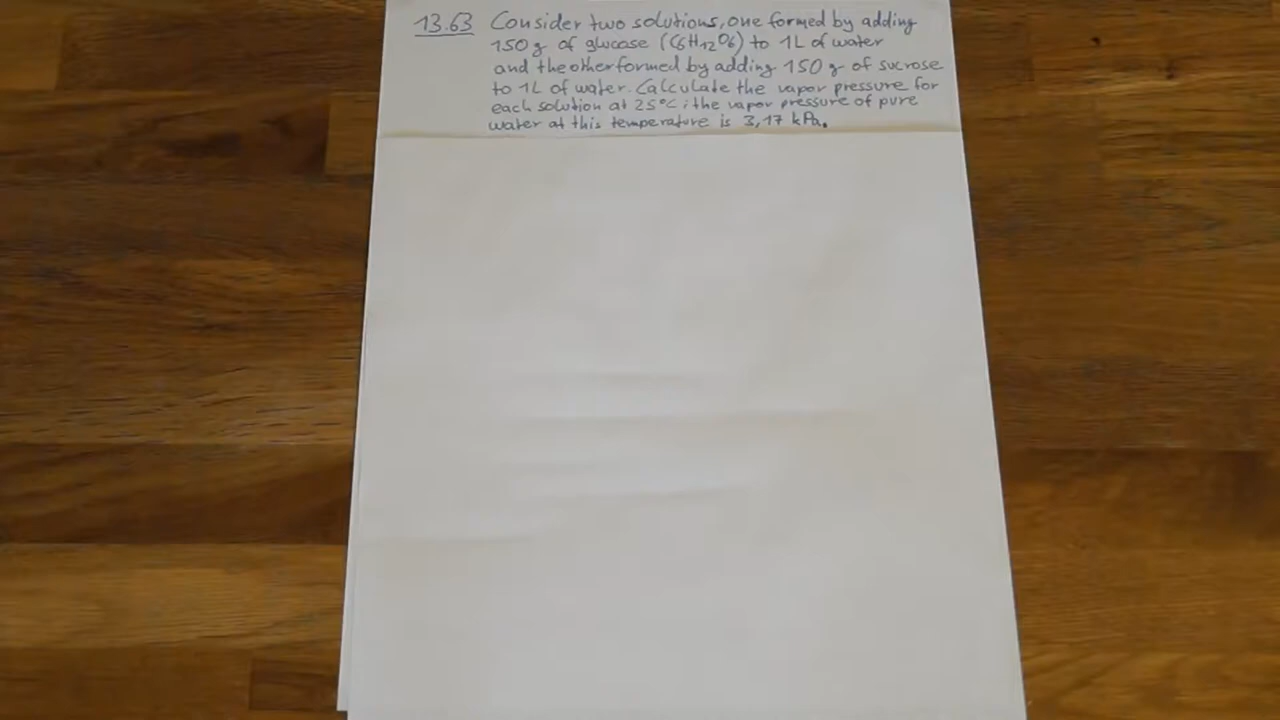 13.63 Consider two solutions, one formed by adding
150 g of glucose (C6H12O6) to 1L of water
and the other formed by adding 150 g of sucrose
to 1L of water. Calculate the vapor pressure for
each solution at 25°C; the vapor pressure of pure
water at this temperature is 3,17 kPa.